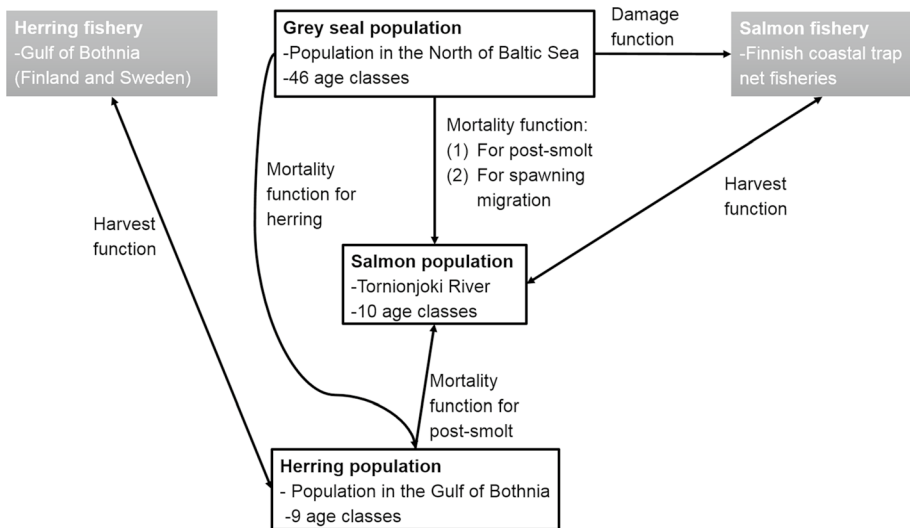 Herring fishery
-Gulf of Bothnia
(Finland and Sweden)
Grey seal population
-Population in the North of Baltic Sea
-46 age classes
Damage
function
Salmon fishery
-Finnish coastal trap
net fisheries
Mortality function:
(1) For post-smolt
(2) For spawning
migration
Mortality
function for
herring
Harvest
function
Harvest
function
Salmon population
-Tornionjoki River
-10 age classes
Mortality
function for
post-smolt
Herring population
- Population in the Gulf of Bothnia
-9 age classes